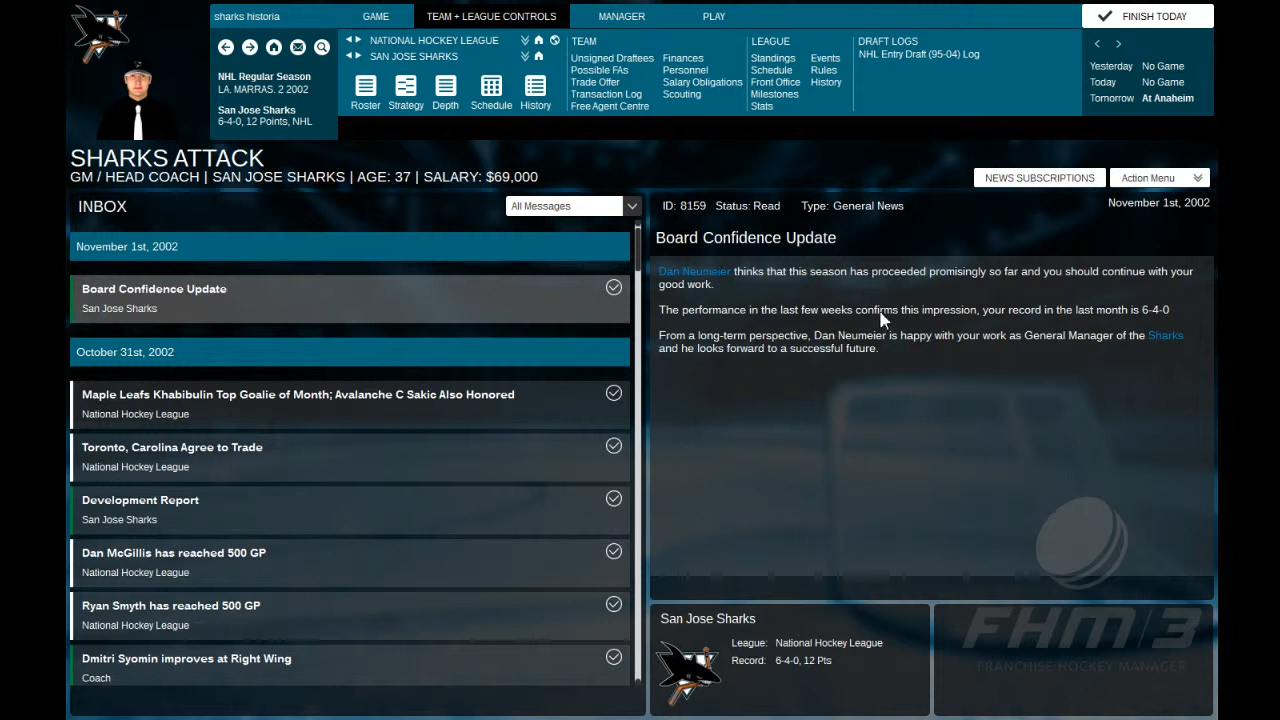 sharks historia
GAME
TEAM + LEAGUE CONTROLS
MANAGER
PLAY
FINISH TODAY
NATIONAL HOCKEY LEAGUE
SAN JOSE SHARKS
NHL Regular Season
LA. MARRAS. 2 2002
San Jose Sharks
6-4-0, 12 Points, NHL
Roster
Strategy
Depth
Schedule
History
TEAM
Unsigned Draftees
Finances
Possible FAs
Personnel
Trade Offer
Salary Obligations
Transaction Log
Scouting
Free Agent Centre
LEAGUE
Standings
Events
Schedule
Rules
Front Office
History
Milestones
Stats
DRAFT LOGS
NHL Entry Draft (95-04) Log
Yesterday No Game
Today No Game
Tomorrow At Anaheim
SHARKS ATTACK
GM / HEAD COACH | SAN JOSE SHARKS | AGE: 37 | SALARY: $69,000
NEWS SUBSCRIPTIONS
Action Menu
INBOX
All Messages
November 1st, 2002
Board Confidence Update
San Jose Sharks
October 31st, 2002
Maple Leafs Khabibulin Top Goalie of Month; Avalanche C Sakic Also Honored
National Hockey League
Toronto, Carolina Agree to Trade
National Hockey League
Development Report
San Jose Sharks
Dan McGillis has reached 500 GP
National Hockey League
Ryan Smyth has reached 500 GP
National Hockey League
Dmitri Syomin improves at Right Wing
Coach
ID: 8159 Status: Read Type: General News
November 1st, 2002
Board Confidence Update
Dan Neumeier thinks that this season has proceeded promisingly so far and you should continue with your
good work.
The performance in the last few weeks confirms this impression, your record in the last month is 6-4-0
From a long-term perspective, Dan Neumeier is happy with your work as General Manager of the Sharks
and he looks forward to a successful future.
San Jose Sharks
League: National Hockey League
Record: 6-4-0, 12 Pts
FHM/3
FRANCHISE HOCKEY MANAGER